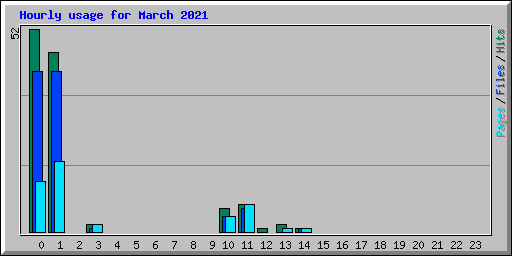 Hourly usage for March 2021
52
Pages/Files/Hits
0 1 2 3 4 5 6 7 8 9 10 11 12 13 14 15 16 17 18 19 20 21 22 23